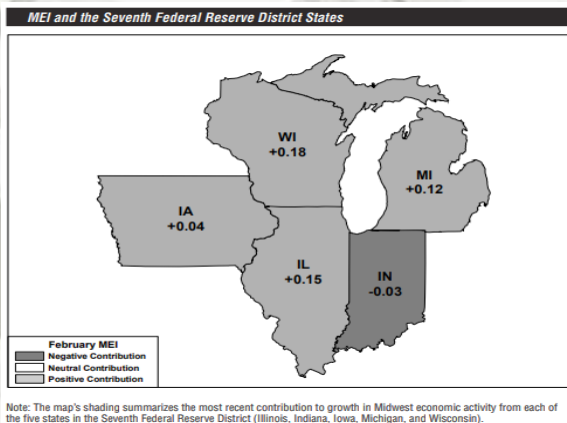 MEI and the Seventh Federal Reserve District States
WI
+0.18
MI
+0.12
IA
+0.04
IL
+0.15
IN
-0.03
February MEI
Negative Contribution
Neutral Contribution
Positive Contribution
Note: The map's shading summarizes the most recent contribution to growth in Midwest economic activity from each of
the five states in the Seventh Federal Reserve District (Illinois, Indiana, Iowa, Michigan, and Wisconsin).